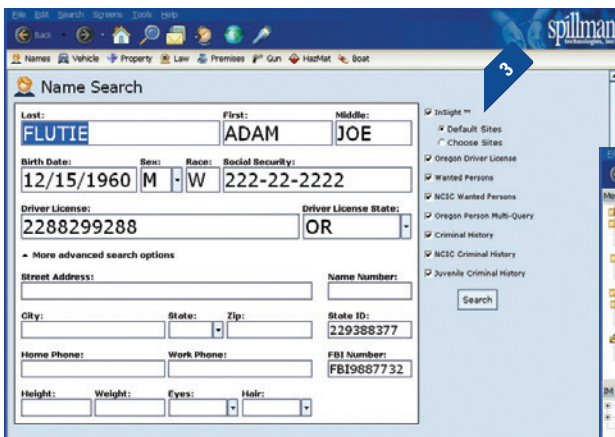 File Edit Search Screens Tools Help
Back
spillman
technologies, inc
Names Vehicle Property Law Premises Gun HazMat Boat
3
Name Search
Last: First: Middle:
FLUTIE ADAM JOE
Birth Date: Sex: Race: Social Security:
12/15/1960 M W 222-22-2222
Driver License: Driver License State:
2288299288 OR
More advanced search options
Street Address: Name Number:
City: State: Zip: State ID:
229388377
Home Phone: Work Phone: FBI Number:
FBI9887732
Height: Weight: Eyes: Hair:
InSight ™
Default Sites
Choose Sites
Oregon Driver License
Wanted Persons
NCIC Wanted Persons
Oregon Person Multi-Query
Criminal History
NCIC Criminal History
Juvenile Criminal History
Search
IM